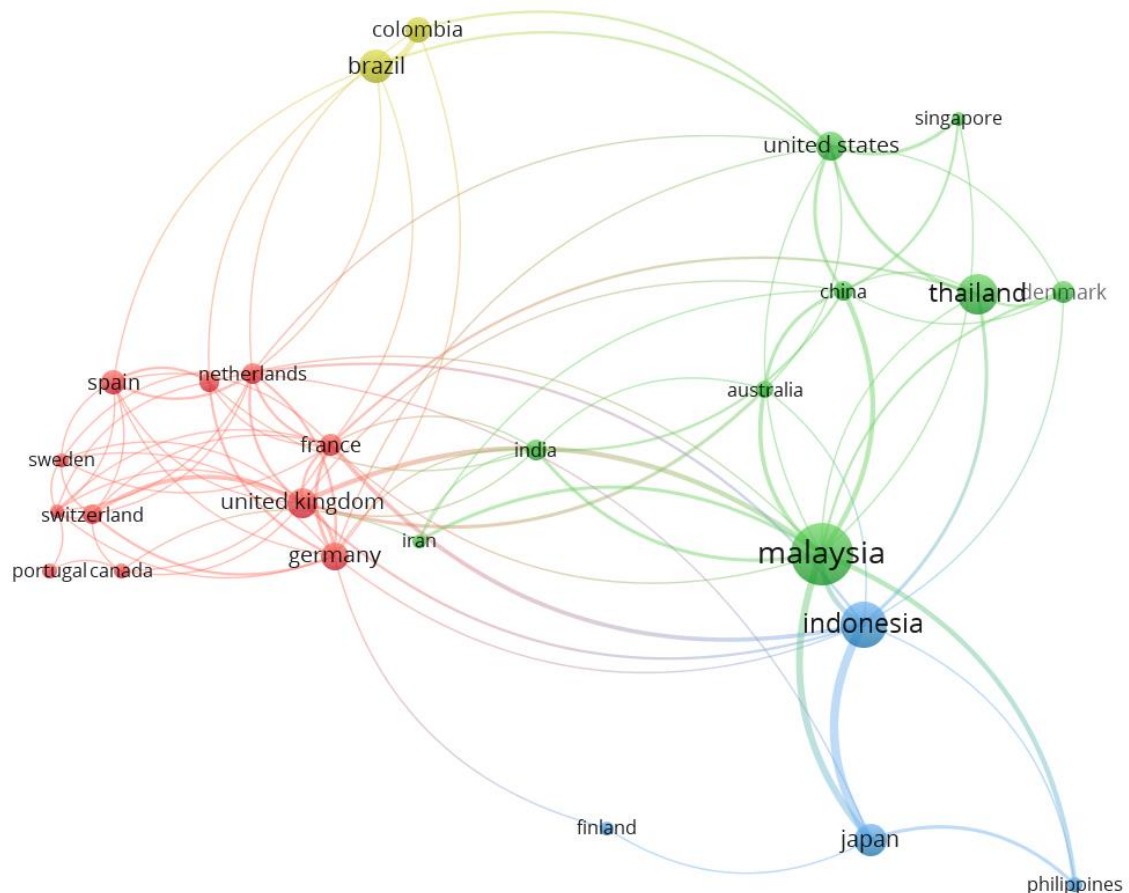 colombia
brazil
singapore
united states
china
thailand
denmark
netherlands
spain
australia
france
india
sweden
united kingdom
switzerland
iran
germany
malaysia
portugal
canada
indonesia
finland
japan
philippines